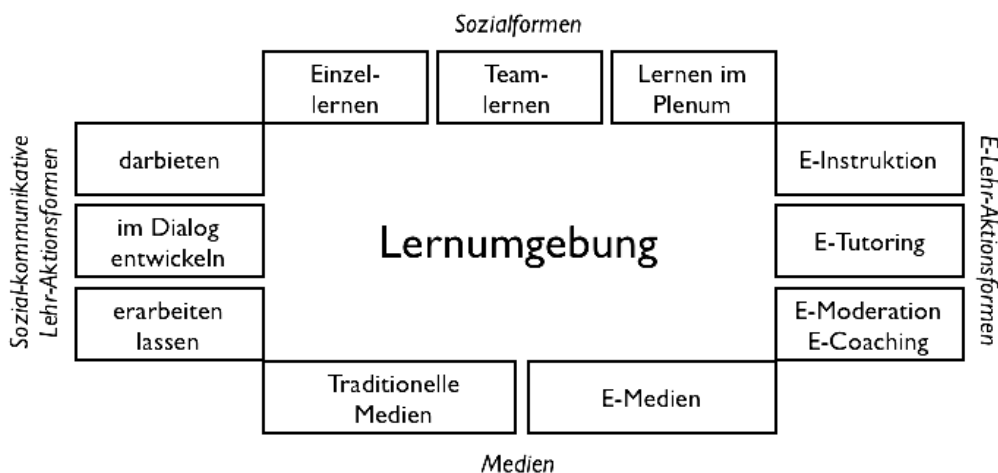 Sozialformen
Einzel-
lernen
Team-
lernen
Lernen im
Plenum
Sozial-kommunikative
Lehr-Aktionsformen
darbieten
im Dialog
entwickeln
erarbeiten
lassen
Lernumgebung
E-Instruktion
E-Tutoring
E-Moderation
E-Coaching
E-Lehr-Aktionsformen
Traditionelle
Medien
E-Medien
Medien